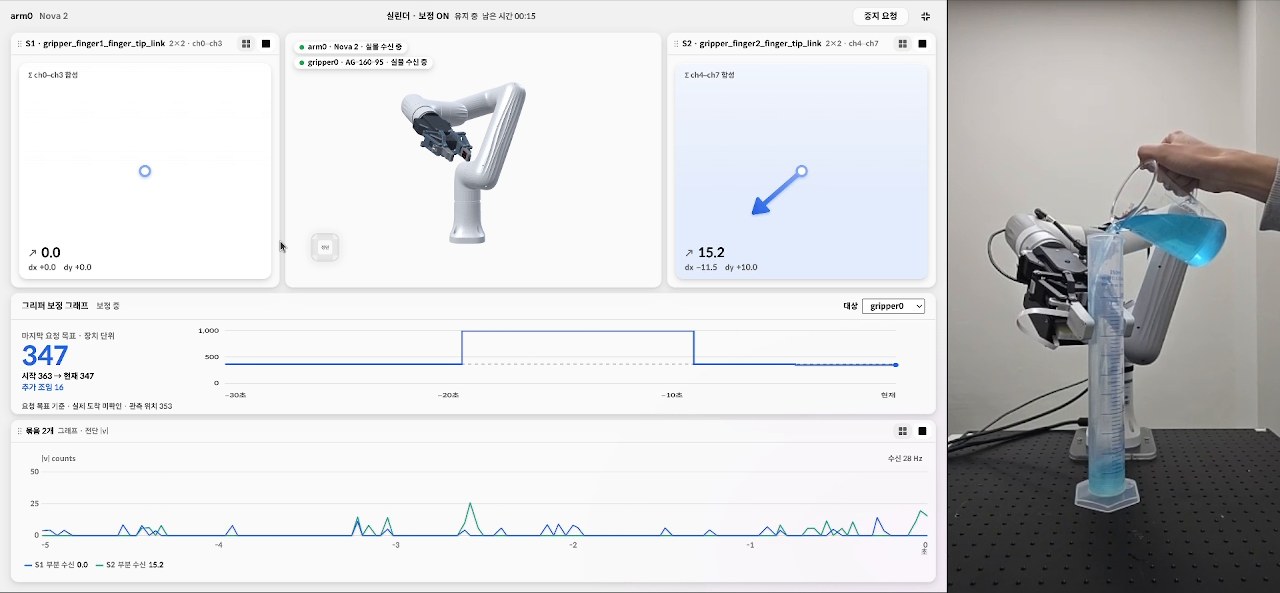 arm0 Nova 2
실린더 · 보정 ON 유지 중 남은 시간 00:15
중지 요청
S1 · gripper_finger1_finger_tip_link 2×2 · ch0–ch3
Σ ch0–ch3 합성
↗ 0.0
dx +0.0 dy +0.0
arm0 · Nova 2 · 실물 수신 중
gripper0 · AG-160-95 · 실물 수신 중
S2 · gripper_finger2_finger_tip_link 2×2 · ch4–ch7
Σ ch4–ch7 합성
↗ 15.2
dx −11.5 dy +10.0
그리퍼 보정 그래프 보정 중
대상 gripper0
마지막 요청 목표 · 장치 단위
347
시작 363 → 현재 347
추가 조임 16
요청 목표 기준 · 실제 도착 미확인 · 관측 위치 353
1,000
500
0
−30초 −20초 −10초 현재
묶음 2개 그래프 · 전단 |v|
|v| counts
수신 28 Hz
50
25
0
-5 -4 -3 -2 -1 0
초
S1 부분 수신 0.0 S2 부분 수신 15.2